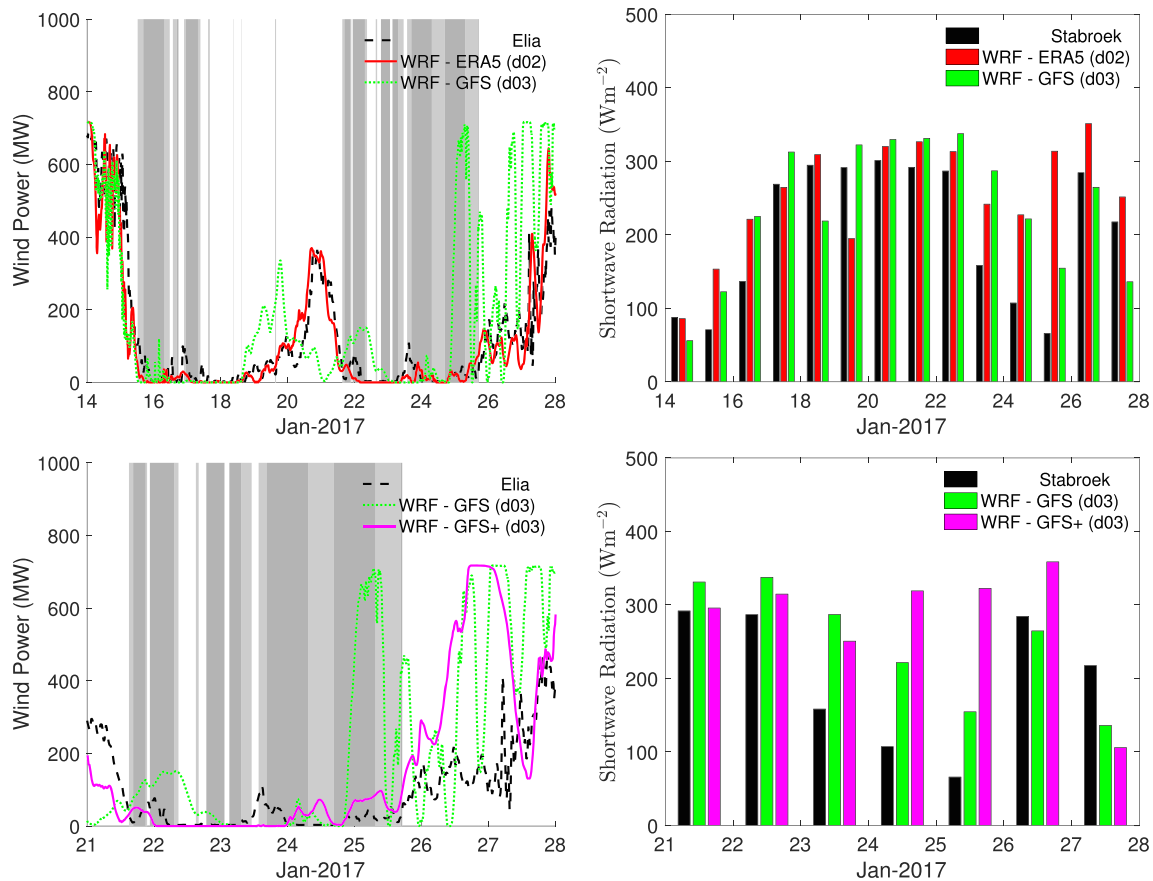 1000
800
600
400
200
0
Wind Power (MW)
Elia
WRF - ERA5 (d02)
WRF - GFS (d03)
14 16 18 20 22 24 26 28
Jan-2017
500
400
300
200
100
0
Shortwave Radiation (Wm−2)
Stabroek
WRF - ERA5 (d02)
WRF - GFS (d03)
14 16 18 20 22 24 26 28
Jan-2017
1000
800
600
400
200
0
Wind Power (MW)
Elia
WRF - GFS (d03)
WRF - GFS+ (d03)
21 22 23 24 25 26 27 28
Jan-2017
500
400
300
200
100
0
Shortwave Radiation (Wm−2)
Stabroek
WRF - GFS (d03)
WRF - GFS+ (d03)
21 22 23 24 25 26 27 28
Jan-2017